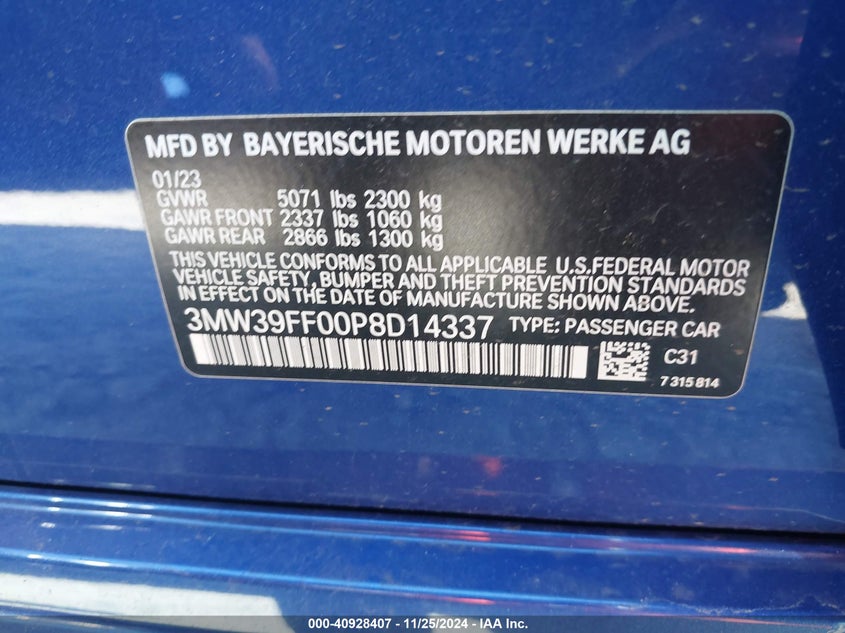 MFD BY BAYERISCHE MOTOREN WERKE AG
01/23
GVWR 5071 lbs 2300 kg
GAWR FRONT 2337 lbs 1060 kg
GAWR REAR 2866 lbs 1300 kg
THIS VEHICLE CONFORMS TO ALL APPLICABLE U.S.FEDERAL MOTOR
VEHICLE SAFETY, BUMPER AND THEFT PREVENTION STANDARDS
IN EFFECT ON THE DATE OF MANUFACTURE SHOWN ABOVE.
3MW39FF00P8D14337 TYPE: PASSENGER CAR
C31
7 315 814
000-40928407 - 11/25/2024 - IAA Inc.